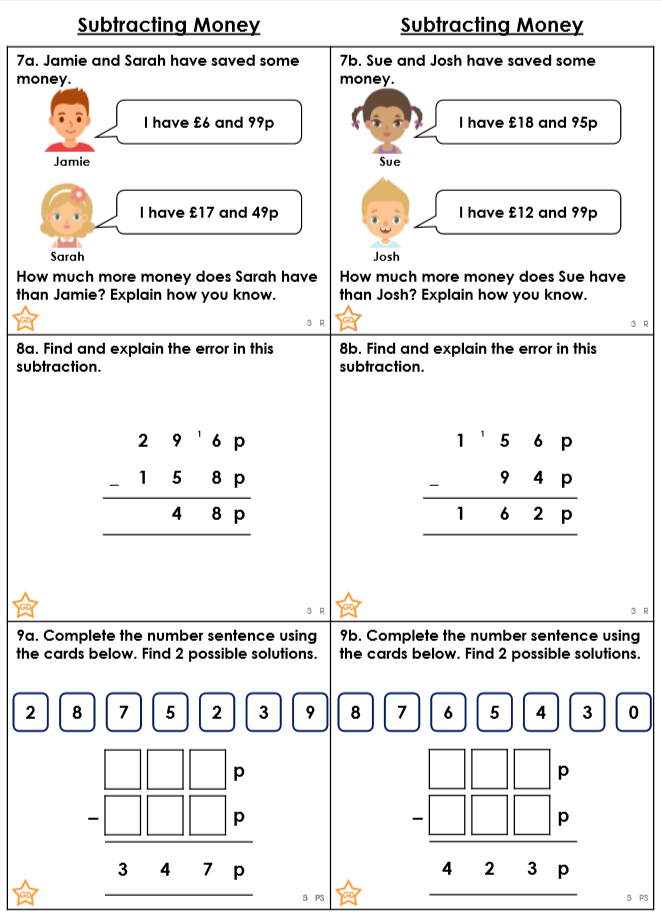 Subtracting Money
7a. Jamie and Sarah have saved some
money.
I have £6 and 99p
Jamie
I have £17 and 49p
Sarah
How much more money does Sarah have
than Jamie? Explain how you know.
GD
3 R
Subtracting Money
7b. Sue and Josh have saved some
money.
I have £18 and 95p
Sue
I have £12 and 99p
Josh
How much more money does Sue have
than Josh? Explain how you know.
GD
3 R
8a. Find and explain the error in this
subtraction.
2 9 ¹6 p
_ 1 5 8 p
4 8 p
GD
3 R
8b. Find and explain the error in this
subtraction.
1 ¹5 6 p
_ 9 4 p
1 6 2 p
GD
3 R
9a. Complete the number sentence using
the cards below. Find 2 possible solutions.
2 8 7 5 2 3 9
p
– p
3 4 7 p
GD
3 PS
9b. Complete the number sentence using
the cards below. Find 2 possible solutions.
8 7 6 5 4 3 0
p
– p
4 2 3 p
GD
3 PS